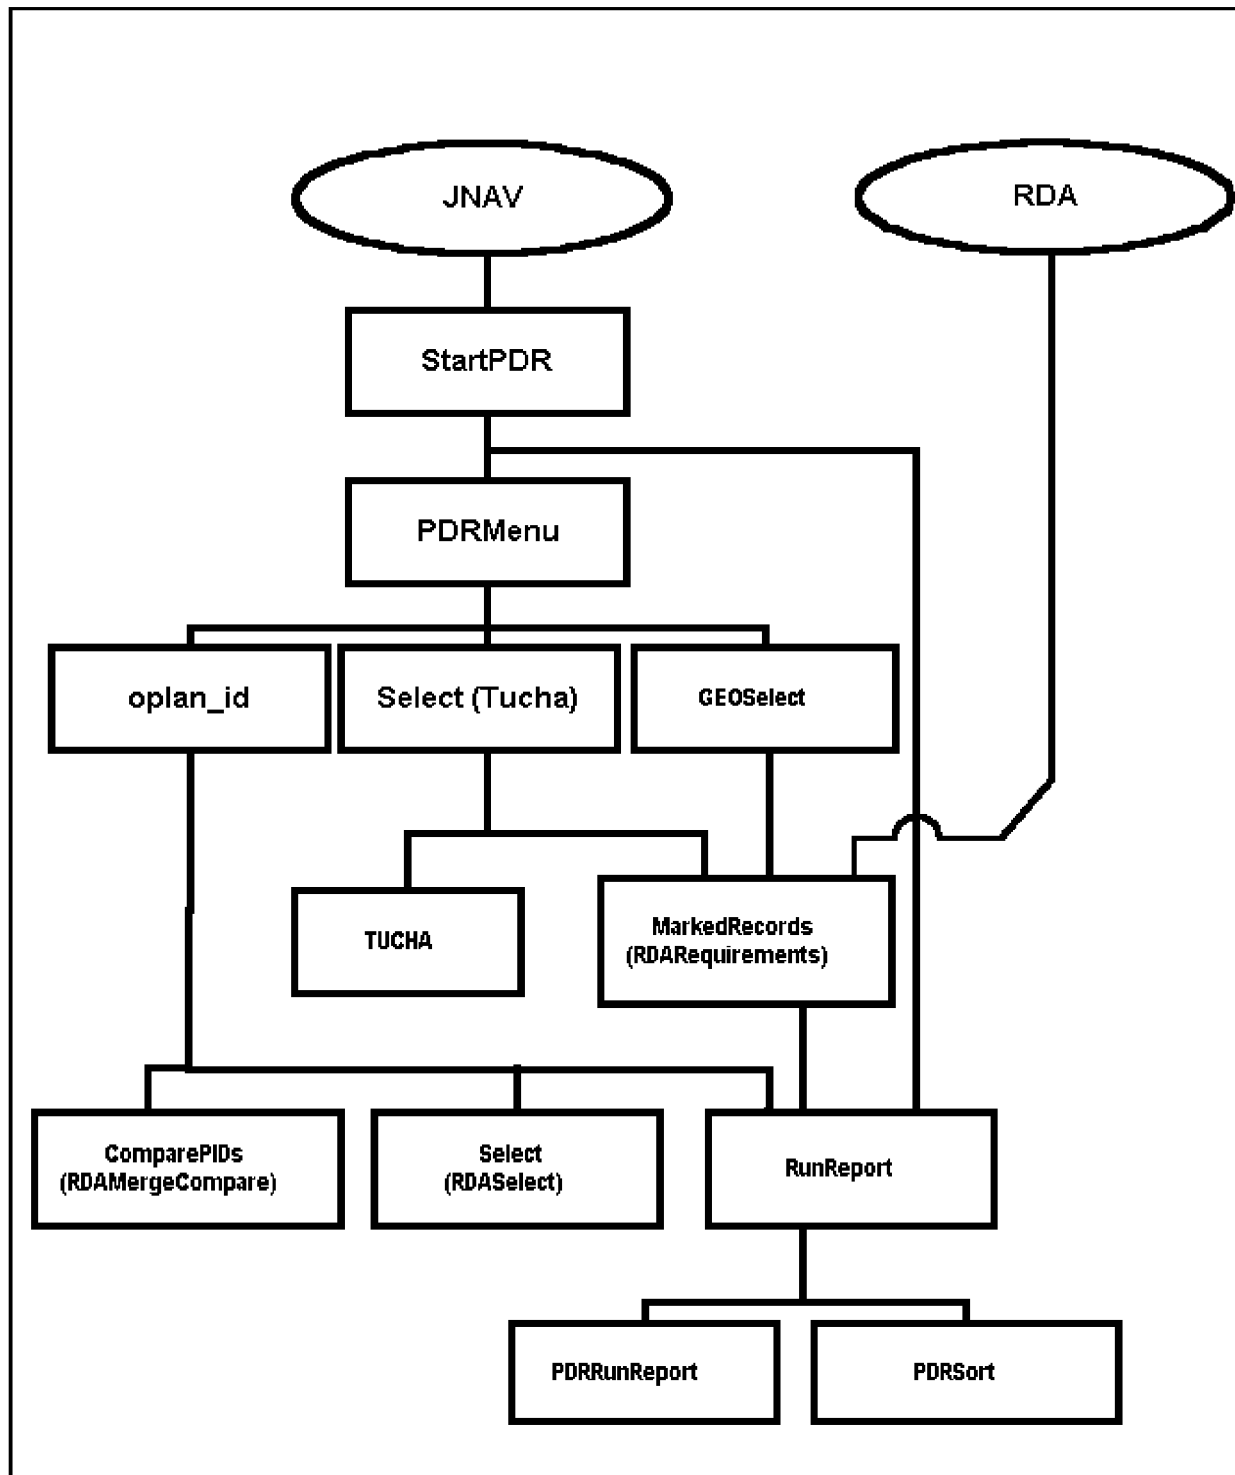 JNAV
RDA
StartPDR
PDRMenu
oplan_id
Select (Tucha)
GEOSelect
TUCHA
MarkedRecords
(RDARequirements)
ComparePIDs
(RDAMergeCompare)
Select
(RDASelect)
RunReport
PDRRunReport
PDRSort